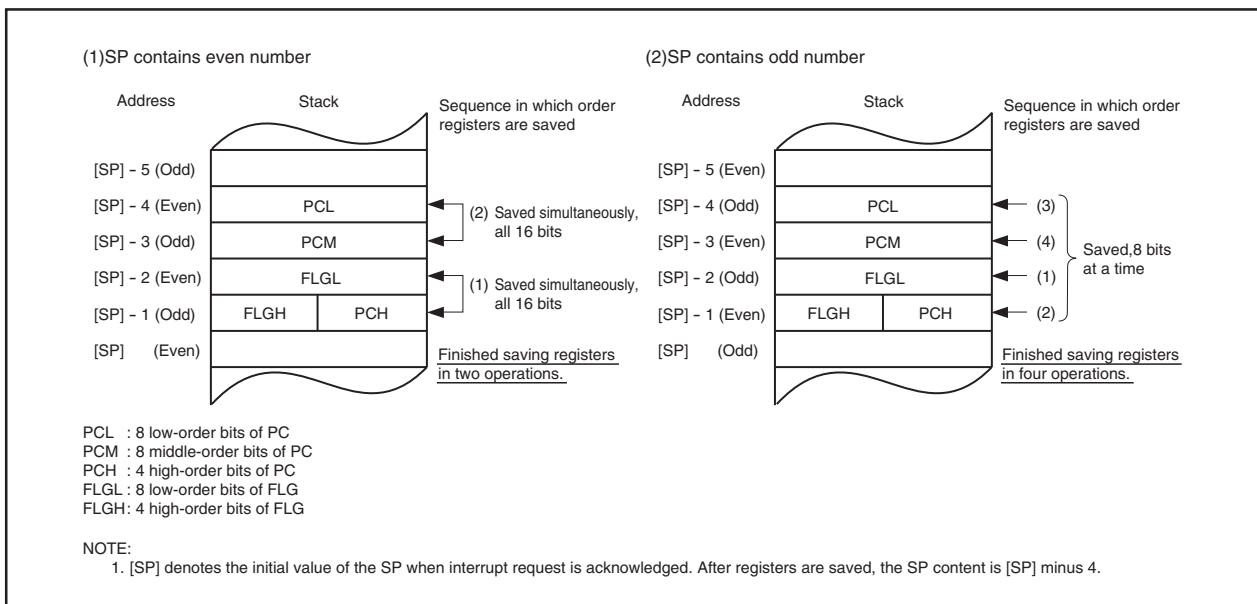 (1)SP contains even number
Address
Stack
Sequence in which order
registers are saved
[SP] – 5 (Odd)
[SP] – 4 (Even)
PCL
[SP] – 3 (Odd)
PCM
(2) Saved simultaneously,
all 16 bits
[SP] – 2 (Even)
FLGL
[SP] – 1 (Odd)
FLGH
PCH
(1) Saved simultaneously,
all 16 bits
[SP] (Even)
Finished saving registers
in two operations.
(2)SP contains odd number
Address
Stack
Sequence in which order
registers are saved
[SP] – 5 (Even)
[SP] – 4 (Odd)
PCL
(3)
[SP] – 3 (Even)
PCM
(4)
[SP] – 2 (Odd)
FLGL
(1)
[SP] – 1 (Even)
FLGH
PCH
(2)
Saved,8 bits
at a time
[SP] (Odd)
Finished saving registers
in four operations.
PCL : 8 low-order bits of PC
PCM : 8 middle-order bits of PC
PCH : 4 high-order bits of PC
FLGL : 8 low-order bits of FLG
FLGH : 4 high-order bits of FLG
NOTE:
1. [SP] denotes the initial value of the SP when interrupt request is acknowledged. After registers are saved, the SP content is [SP] minus 4.